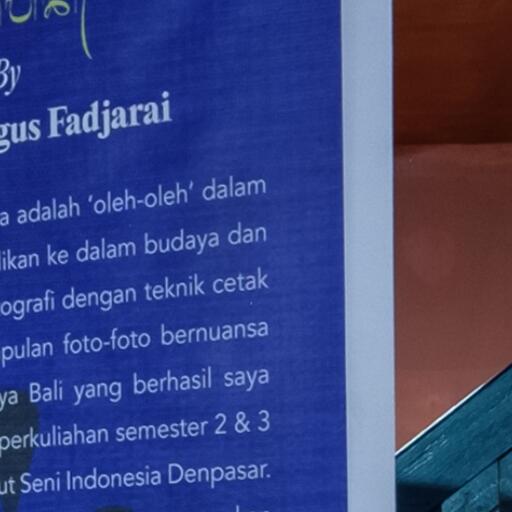 By
gus Fadjarai
a adalah ‘oleh-oleh’ dalam
likan ke dalam budaya dan
ografi dengan teknik cetak
pulan foto-foto bernuansa
ya Bali yang berhasil saya
perkuliahan semester 2 & 3
ut Seni Indonesia Denpasar.